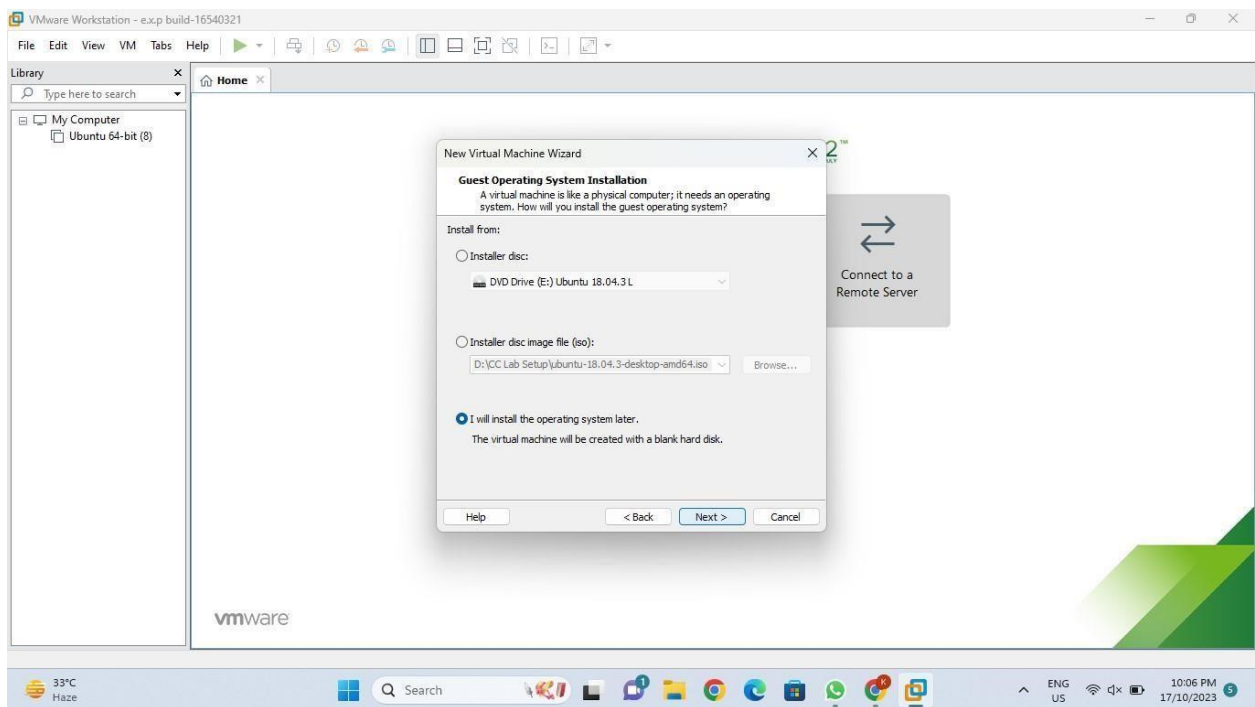 VMware Workstation - e.x.p build-16540321
File Edit View VM Tabs Help
Library
Home
Type here to search
My Computer
Ubuntu 64-bit (8)
2™
New Virtual Machine Wizard
Guest Operating System Installation
A virtual machine is like a physical computer; it needs an operating
system. How will you install the guest operating system?
Install from:
Installer disc:
DVD Drive (E:) Ubuntu 18.04.3 L
Connect to a
Remote Server
Installer disc image file (iso):
D:\CC Lab Setup\ubuntu-18.04.3-desktop-amd64.iso
Browse...
I will install the operating system later.
The virtual machine will be created with a blank hard disk.
Help
< Back
Next >
Cancel
vmware
33°C
Haze
Search
1
K
ENG
US
10:06 PM
17/10/2023
5